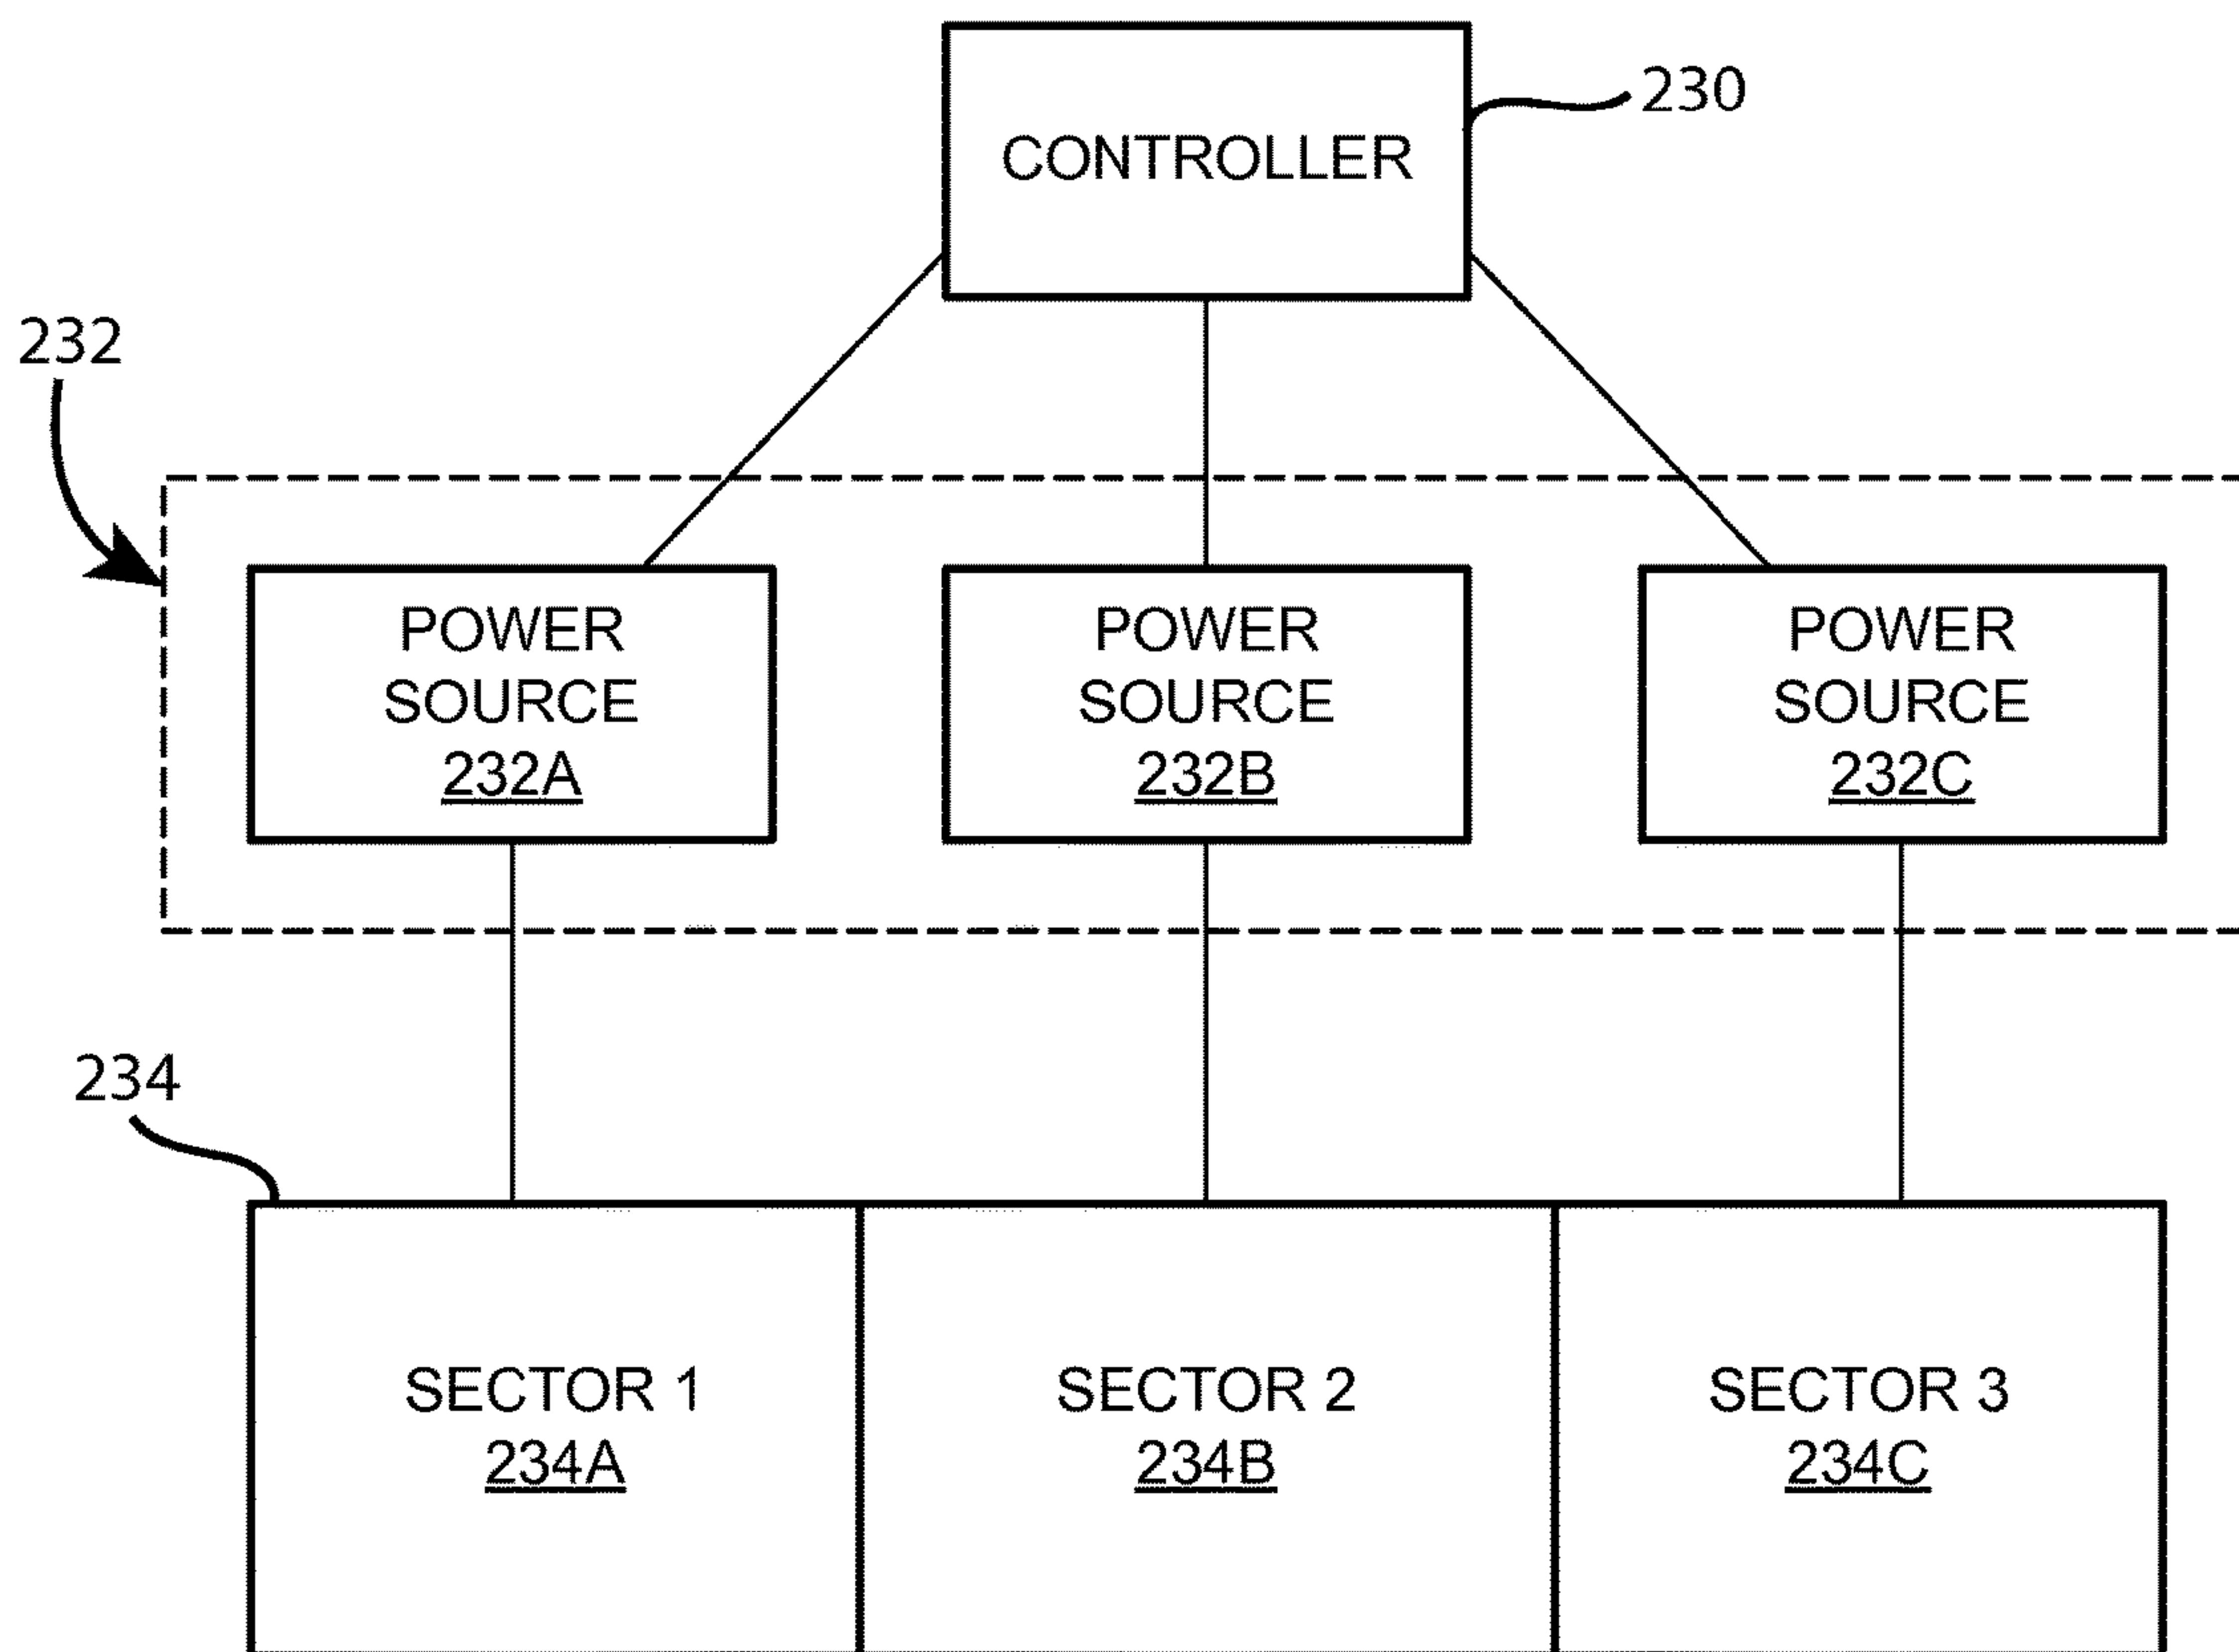 CONTROLLER
230
232
POWER
SOURCE
232A
POWER
SOURCE
232B
POWER
SOURCE
232C
234
SECTOR 1
234A
SECTOR 2
234B
SECTOR 3
234C